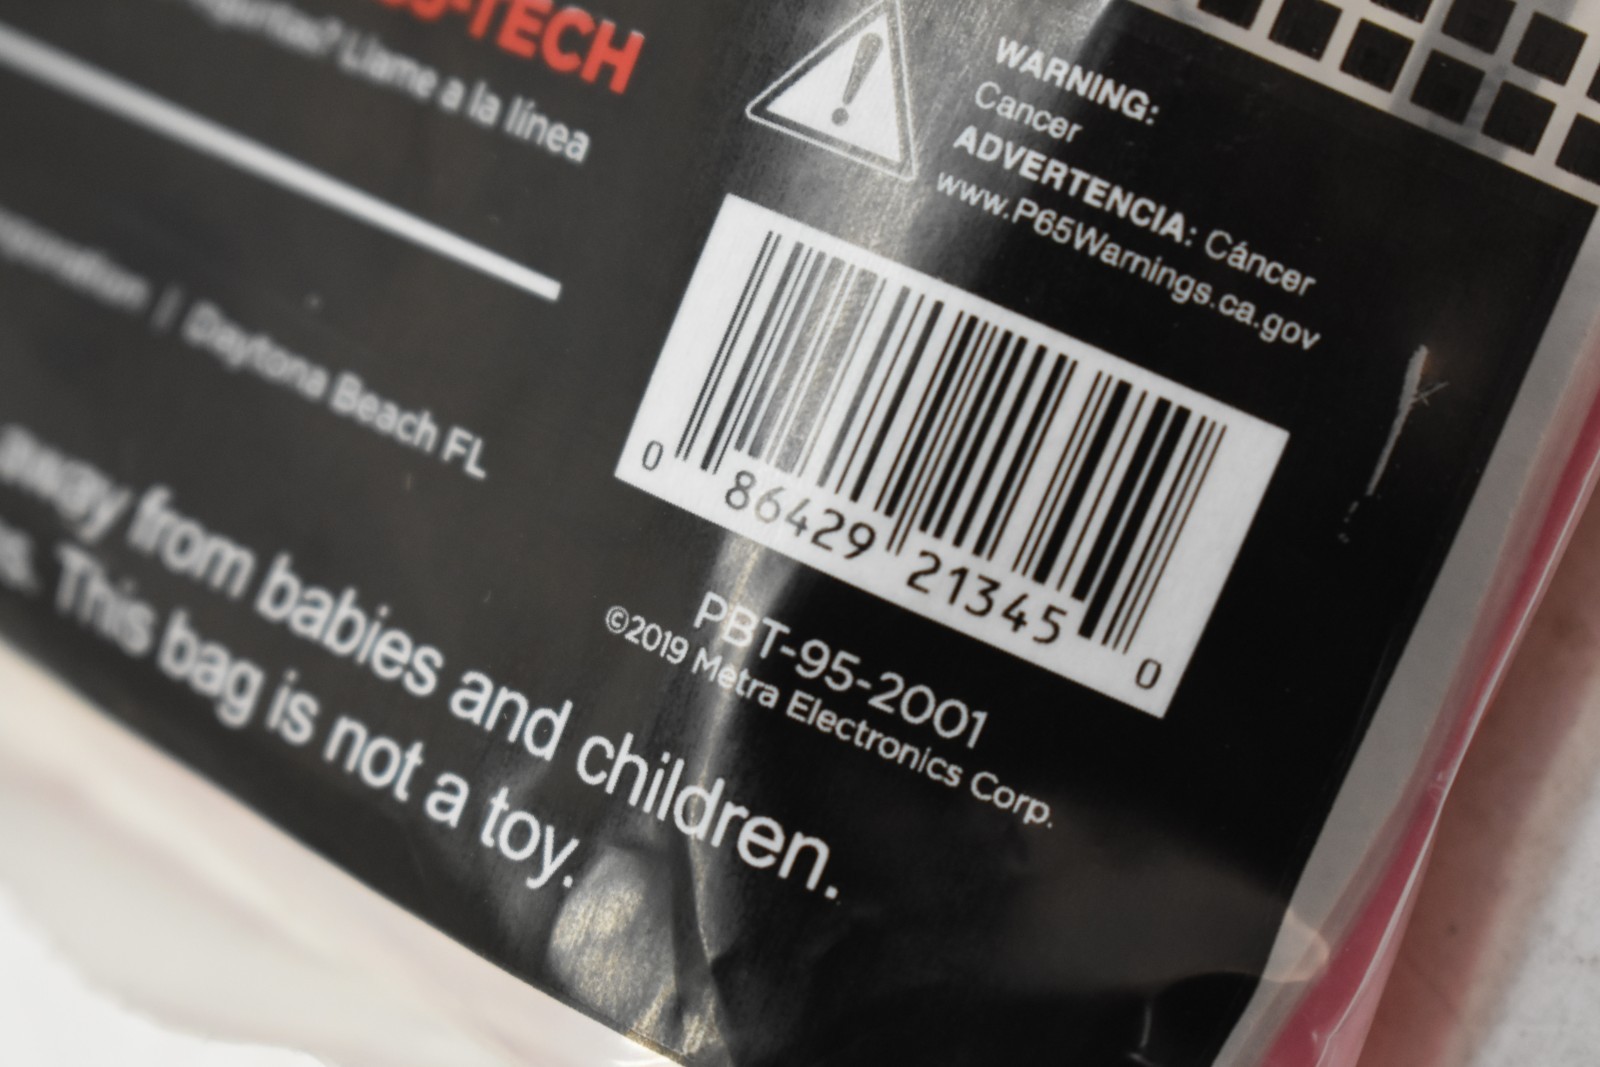 -TECH
Llame a la línea
| Daytona Beach FL
away from babies and children.
This bag is not a toy.
WARNING:
Cancer
ADVERTENCIA: Cáncer
www.P65Warnings.ca.gov
0 86429 21345 0
PBT-95-2001
©2019 Metra Electronics Corp.